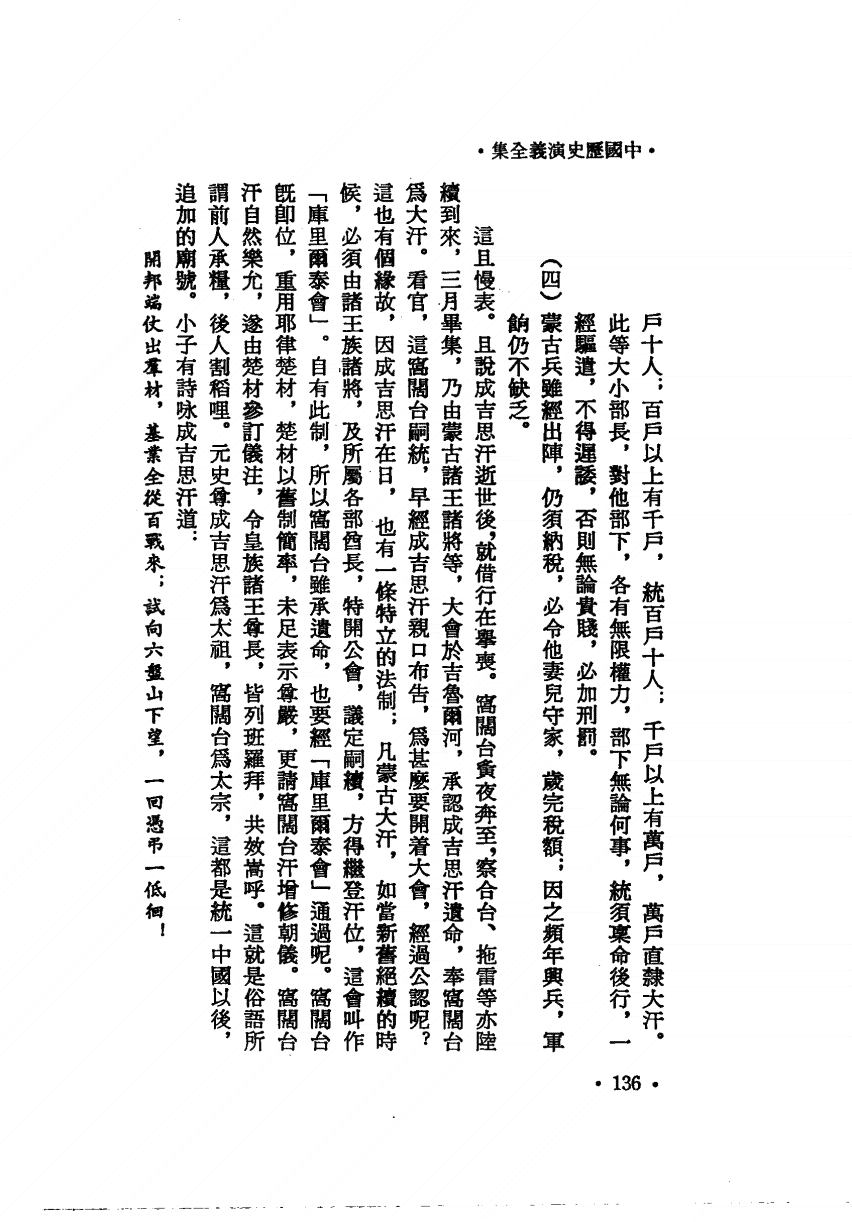 ·中國歷史演義全集·
戶十人；百戶以上有千戶，統百戶十人；千戶以上有萬戶，萬戶直隸大汗。
此等大小部長，對他部下，各有無限權力，部下無論何事，統須稟命後行，一
經驅遣，不得遲諉，否則無論貴賤，必加刑罰。
（四）蒙古兵雖經出陣，仍須納稅，必令他妻兒守家，歲完稅額；因之頻年興兵，軍
餉仍不缺乏。
這且慢表。且說成吉思汗逝世後，就借行在舉喪。窩闊台夤夜奔至，察合台、拖雷等亦陸
續到來，三月畢集，乃由蒙古諸王諸將等，大會於吉魯爾河，承認成吉思汗遺命，奉窩闊台
爲大汗。看官，這窩闊台嗣統，早經成吉思汗親口布告，爲甚麼要開着大會，經過公認呢？
這也有個緣故，因成吉思汗在日，也有一條特立的法制；凡蒙古大汗，如當新舊絕續的時
候，必須由諸王族諸將，及所屬各部酋長，特開公會，議定嗣續，方得繼登汗位，這會叫作
「庫里爾泰會」。自有此制，所以窩闊台雖承遺命，也要經「庫里爾泰會」通過呢。窩闊台
旣卽位，重用耶律楚材，楚材以舊制簡率，未足表示尊嚴，更請窩闊台汗增修朝儀。窩闊台
汗自然樂允，遂由楚材參訂儀注，令皇族諸王尊長，皆列班羅拜，共效嵩呼。這就是俗語所
謂前人承糧，後人割稻哩。元史尊成吉思汗爲太祖，窩闊台爲太宗，這都是統一中國以後，
追加的廟號。小子有詩咏成吉思汗道：
開邦端仗出羣材，基業全從百戰來；試向六盤山下望，一回憑弔一低徊！
·136·